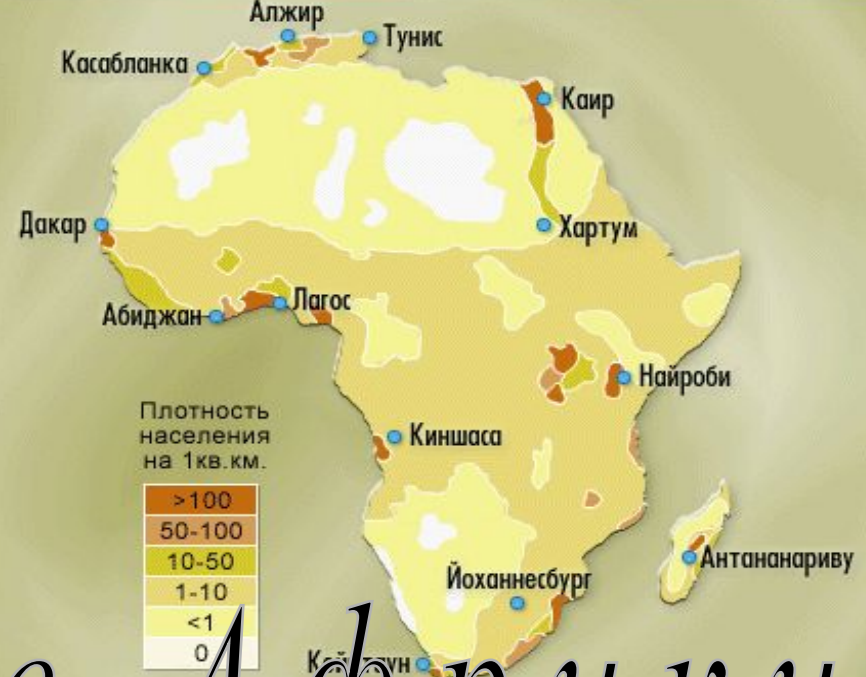 Алжир
Тунис
Касабланка
Каир
Дакар
Хартум
Абиджан
Лагос
Найроби
Киншаса
Плотность
населения
на 1кв.км.
>100
50-100
10-50
1-10
<1
0
Антананариву
Йоханнесбург
Африки